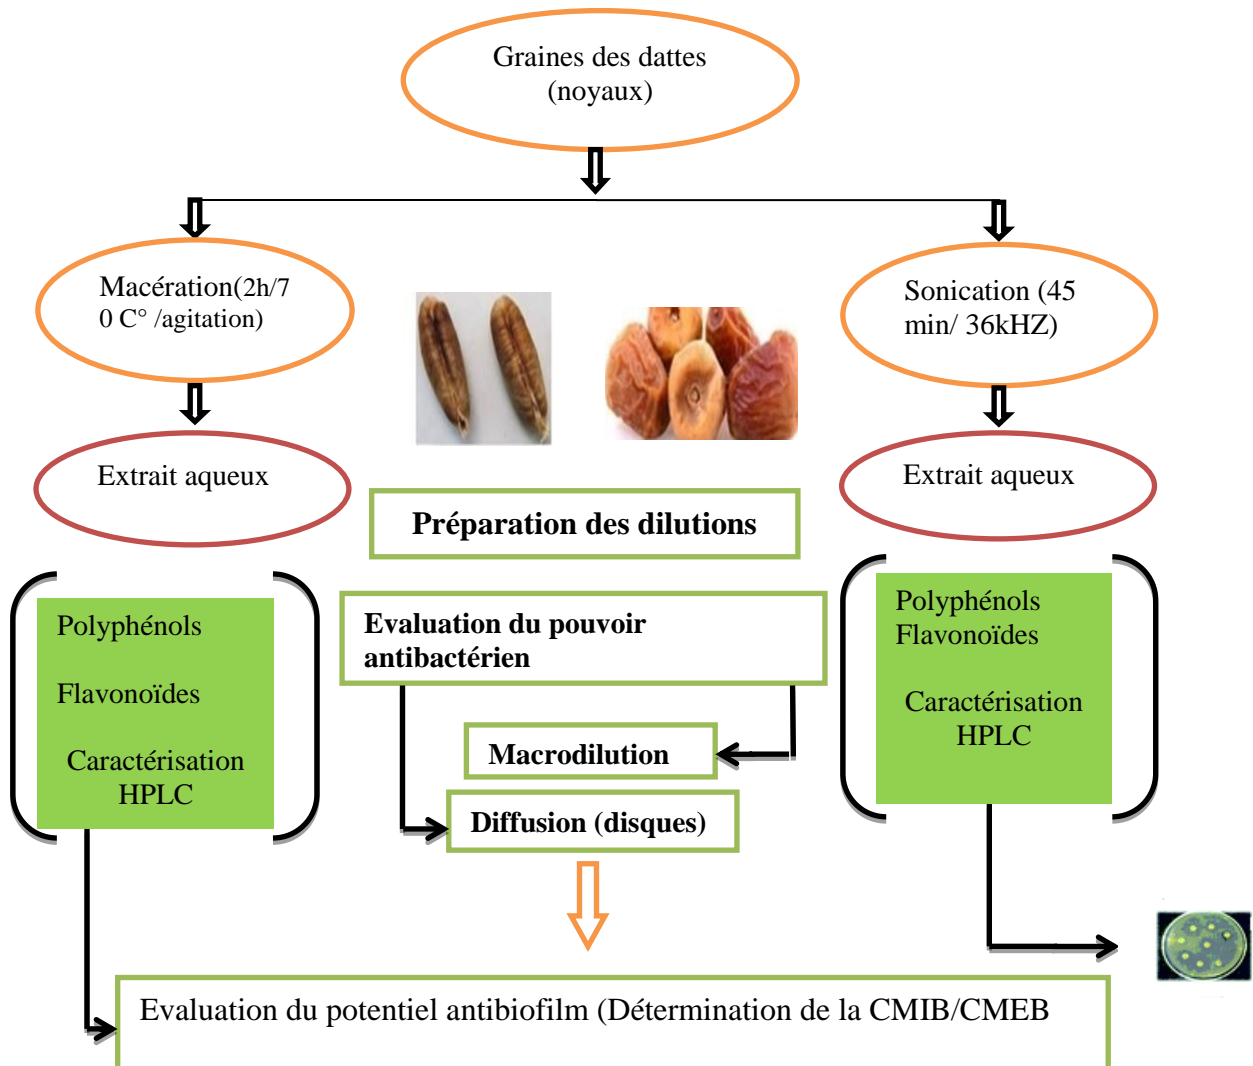 Graines des dattes
(noyaux)
Macération(2h/7
0 C° /agitation)
Sonication (45
min/ 36kHZ)
Extrait aqueux
Extrait aqueux
Préparation des dilutions
Polyphénols
Flavonoïdes
Caractérisation
HPLC
Evaluation du pouvoir
antibactérien
Macrodilution
Diffusion (disques)
Polyphénols
Flavonoïdes
Caractérisation
HPLC
Evaluation du potentiel antibiofilm (Détermination de la CMIB/CMEB